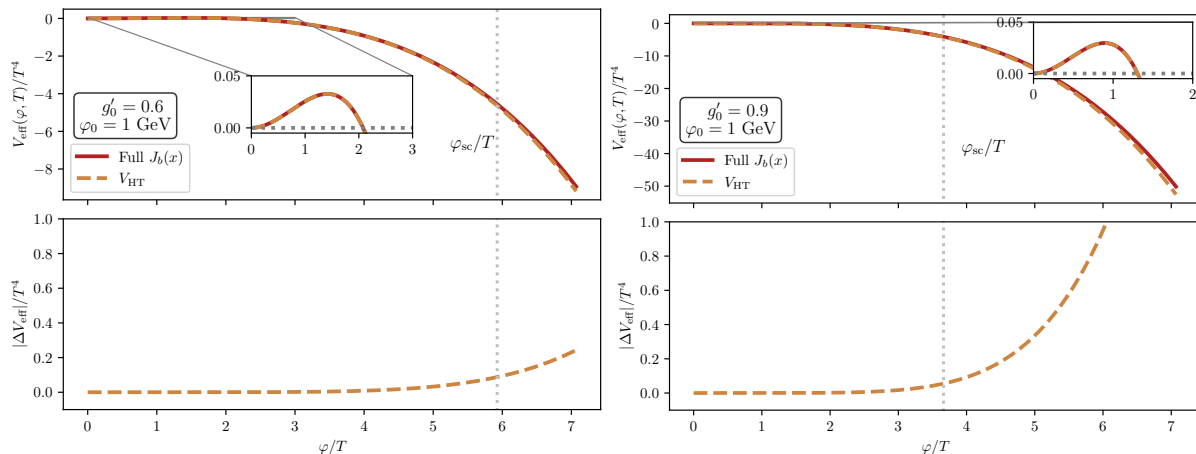 V_eff(φ, T)/T^4
0
−2
−4
−6
−8
0.05
0.00
0 1 2 3
g′_0 = 0.6
φ_0 = 1 GeV
Full J_b(x)
V_HT
φ_sc/T
|ΔV_eff|/T^4
1.0
0.8
0.6
0.4
0.2
0.0
0 1 2 3 4 5 6 7
φ/T
V_eff(φ, T)/T^4
0
−10
−20
−30
−40
−50
0.05
0.00
0 1 2
g′_0 = 0.9
φ_0 = 1 GeV
Full J_b(x)
V_HT
φ_sc/T
|ΔV_eff|/T^4
1.0
0.8
0.6
0.4
0.2
0.0
0 1 2 3 4 5 6 7
φ/T